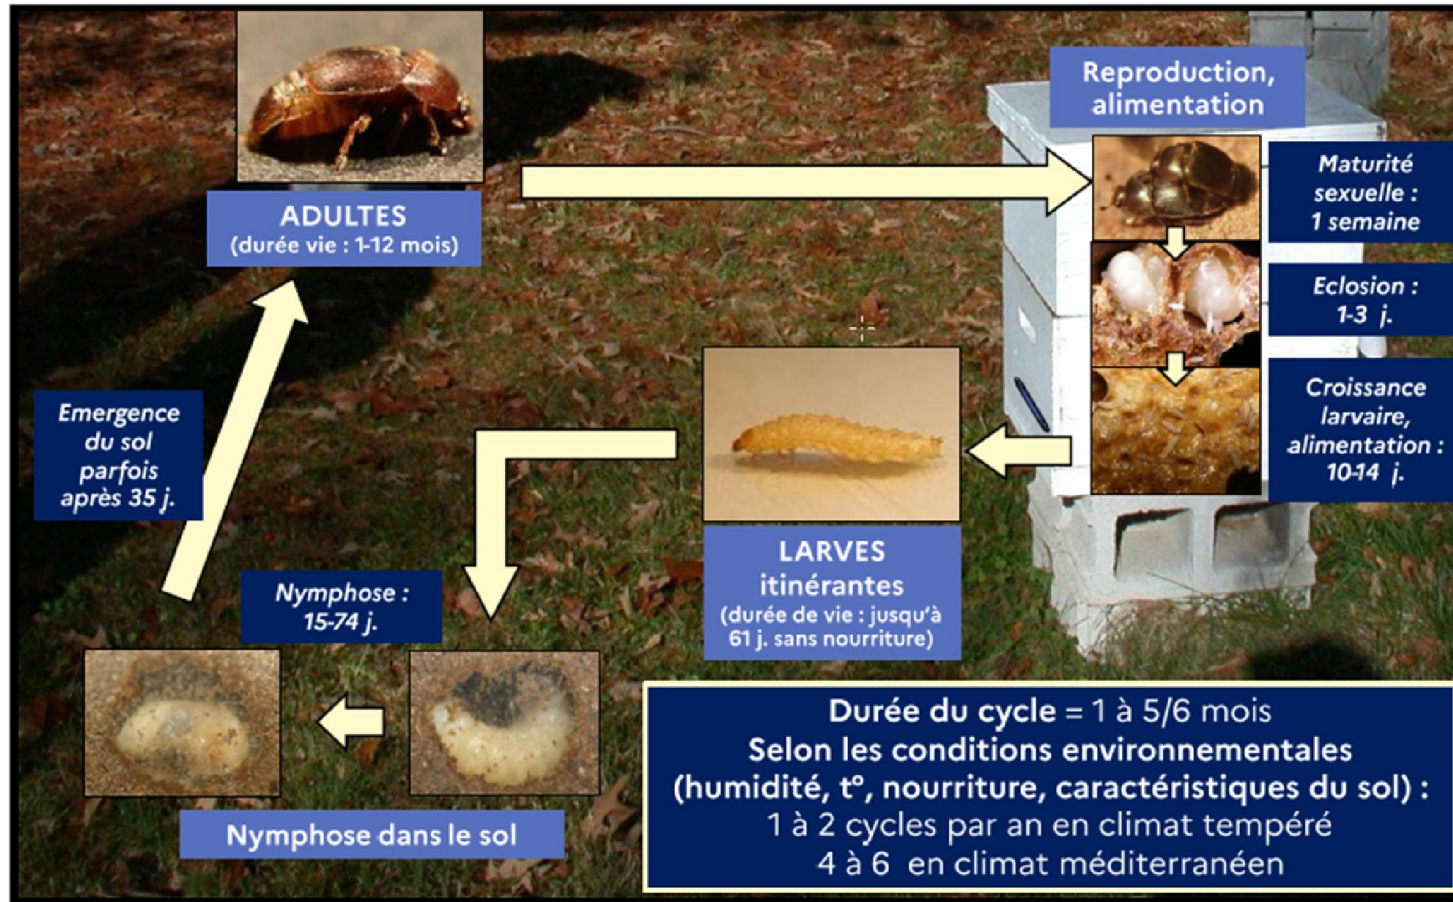 ADULTES
(durée vie : 1-12 mois)
Reproduction,
alimentation
Maturité
sexuelle :
1 semaine
Eclosion :
1-3 j.
Croissance
larvaire,
alimentation :
10-14 j.
LARVES
itinérantes
(durée de vie : jusqu'à
61 j. sans nourriture)
Nymphose :
15-74 j.
Nymphose dans le sol
Emergence
du sol
parfois
après 35 j.
Durée du cycle = 1 à 5/6 mois
Selon les conditions environnementales
(humidité, t°, nourriture, caractéristiques du sol) :
1 à 2 cycles par an en climat tempéré
4 à 6 en climat méditerranéen